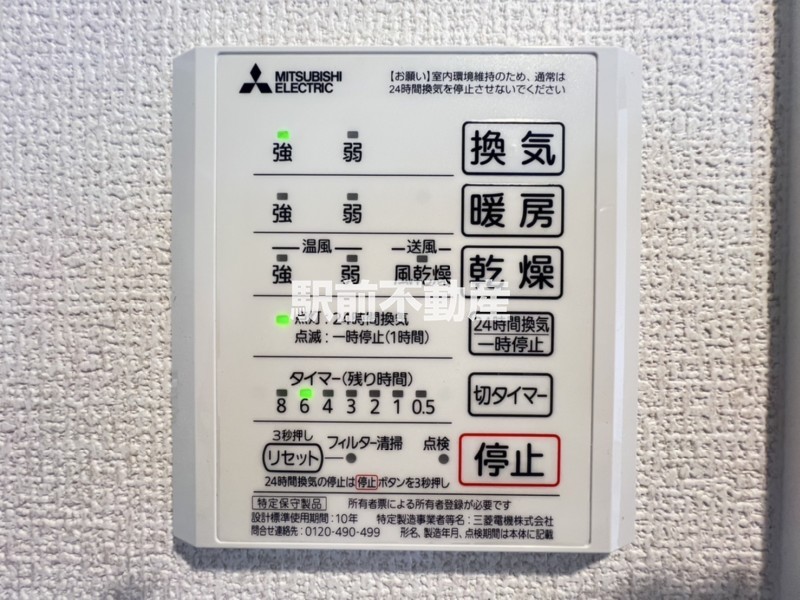 MITSUBISHI
ELECTRIC
【お願い】室内環境維持のため、通常は
24時間換気を停止させないでください
強 弱 換気
強 弱 暖房
温風 送風
強 弱 風乾燥 乾燥
駅前不動産
点灯:24時間換気
点滅:一時停止(1時間)
24時間換気
一時停止
タイマー(残り時間)
8 6 4 3 2 1 0.5
切タイマー
3秒押し
リセット フィルター清掃 点検
停止
24時間換気の停止は停止ボタンを3秒押し
特定保守製品 所有者票による所有者登録が必要です
設計標準使用期間:10年 特定製造事業者等名:三菱電機株式会社
問合せ連絡先:0120-490-499 形名、製造年月、点検期間は本体に記載